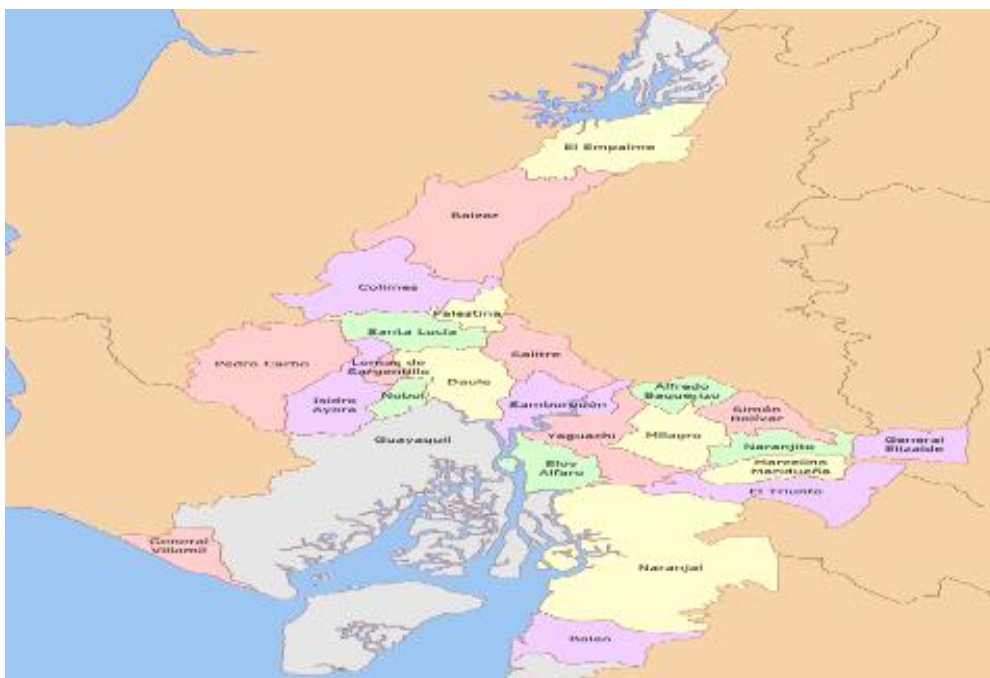 El Empalme
Balzar
Colimes
Palestina
Santa Lucía
Salitre
Pedro Carbo
Lomas de
Sargentillo
Daule
Isidro
Ayora
Nobol
Samborondón
Alfredo
Baquerizo
Simón
Bolívar
Guayaquil
Yaguachi
Milagro
Naranjito
General
Elizalde
Eloy
Alfaro
Marcelino
Maridueña
El Triunfo
General
Villamil
Naranjal
Balao